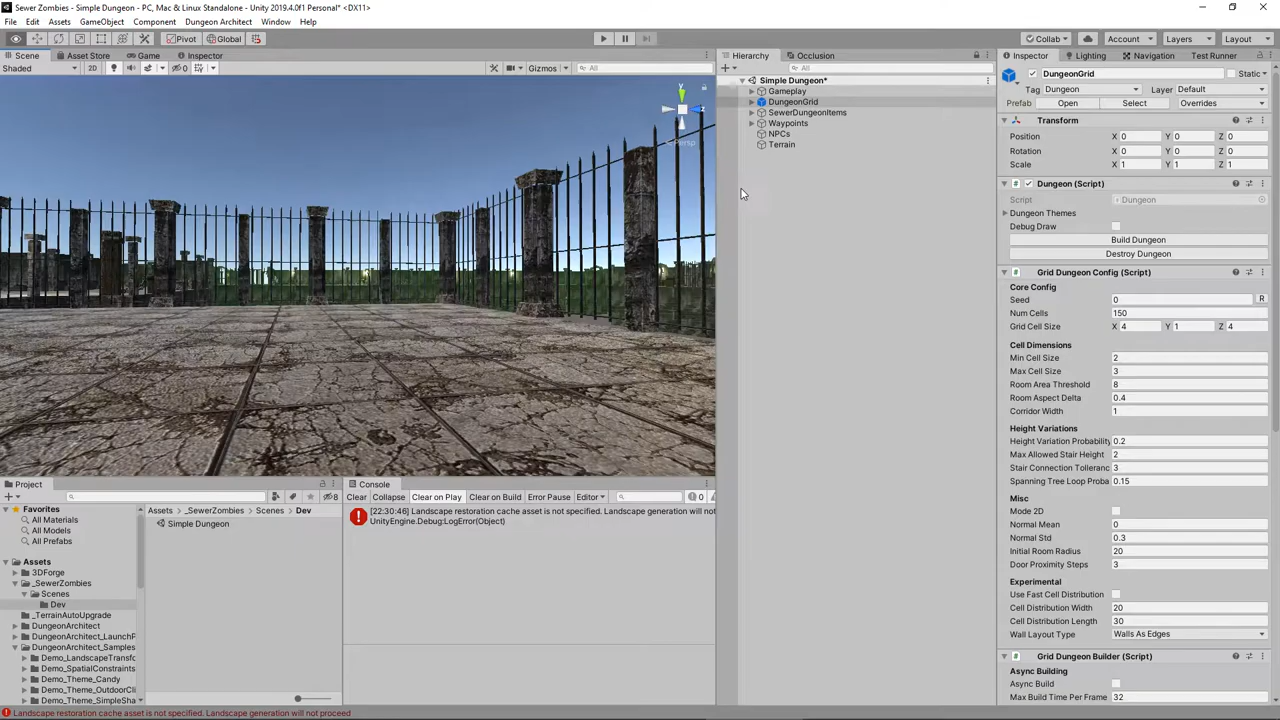 Sewer Zombies - Simple Dungeon - PC, Mac & Linux Standalone - Unity 2019.4.0f1 Personal* <DX11>
File Edit Assets GameObject Component Dungeon Architect Window Help
Pivot Global Collab Account Layers Layout
Scene Asset Store Game Inspector
Shaded 2D 0 Gizmos All
y
z
Persp
Hierarchy Occlusion
All
Simple Dungeon*
Gameplay
DungeonGrid
SewerDungeonItems
Waypoints
NPCs
Terrain
Inspector Lighting Navigation Test Runner
DungeonGrid Static
Tag Dungeon Layer Default
Prefab Open Select Overrides
Transform
Position X 0 Y 0 Z 0
Rotation X 0 Y 0 Z 0
Scale X 1 Y 1 Z 1
Dungeon (Script)
Script Dungeon
Dungeon Themes
Debug Draw
Build Dungeon
Destroy Dungeon
Grid Dungeon Config (Script)
Core Config
Seed 0 R
Num Cells 150
Grid Cell Size X 4 Y 1 Z 4
Cell Dimensions
Min Cell Size 2
Max Cell Size 3
Room Area Threshold 8
Room Aspect Delta 0.4
Corridor Width 1
Height Variations
Height Variation Probability 0.2
Max Allowed Stair Height 2
Stair Connection Toleranc 3
Spanning Tree Loop Proba 0.15
Misc
Mode 2D
Normal Mean 0
Normal Std 0.3
Initial Room Radius 20
Door Proximity Steps 3
Experimental
Use Fast Cell Distribution
Cell Distribution Width 20
Cell Distribution Length 30
Wall Layout Type Walls As Edges
Grid Dungeon Builder (Script)
Async Building
Async Build
Max Build Time Per Frame 32
Project
8
Favorites
All Materials
All Models
All Prefabs
Assets
3DForge
_SewerZombies
Scenes
Dev
_TerrainAutoUpgrade
DungeonArchitect
DungeonArchitect_LaunchP
DungeonArchitect_Samples
Demo_LandscapeTransfo
Demo_SpatialConstraints
Demo_Theme_Candy
Demo_Theme_OutdoorCli
Demo_Theme_SimpleSha
Assets _SewerZombies Scenes Dev
Simple Dungeon
Console
Clear Collapse Clear on Play Clear on Build Error Pause Editor 0
[22:30:46] Landscape restoration cache asset is not specified. Landscape generation will not
UnityEngine.Debug:LogError(Object)
Landscape restoration cache asset is not specified. Landscape generation will not proceed